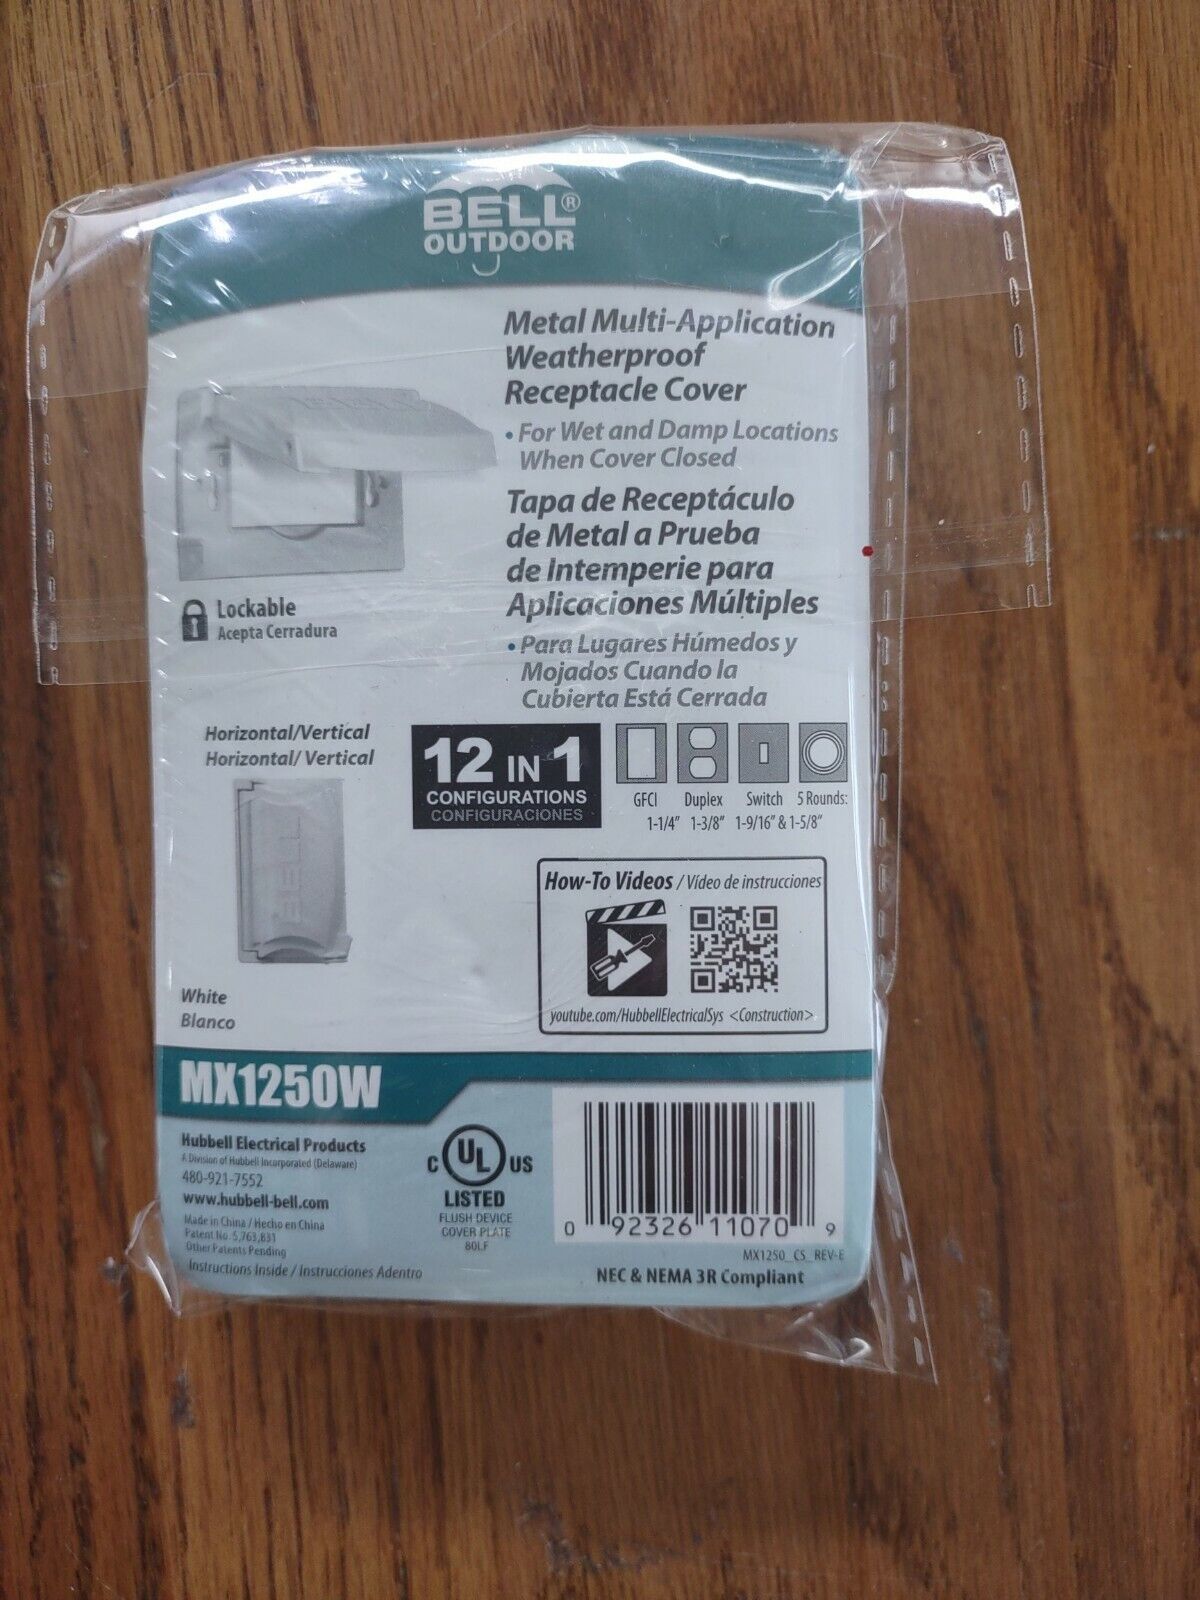 BELL®
OUTDOOR
Metal Multi-Application
Weatherproof
Receptacle Cover
• For Wet and Damp Locations
When Cover Closed
Tapa de Receptáculo
de Metal a Prueba
de Intemperie para
Aplicaciones Múltiples
• Para Lugares Húmedos y
Mojados Cuando la
Cubierta Está Cerrada
Lockable
Acepta Cerradura
Horizontal/Vertical
Horizontal/ Vertical
12 IN 1
CONFIGURATIONS
CONFIGURACIONES
GFCI Duplex Switch 5 Rounds:
1-1/4" 1-3/8" 1-9/16" & 1-5/8"
BELL
How-To Videos / Vídeo de instrucciones
youtube.com/HubbellElectricalSys <Construction>
White
Blanco
MX1250W
Hubbell Electrical Products
A Division of Hubbell Incorporated (Delaware)
480-921-7552
www.hubbell-bell.com
Made in China / Hecho en China
Patent No. 5,763,831
Other Patents Pending
Instructions Inside / Instrucciones Adentro
C UL US
LISTED
FLUSH DEVICE
COVER PLATE
80LF
0 92326 11070 9
MX1250_CS_REV-E
NEC & NEMA 3R Compliant